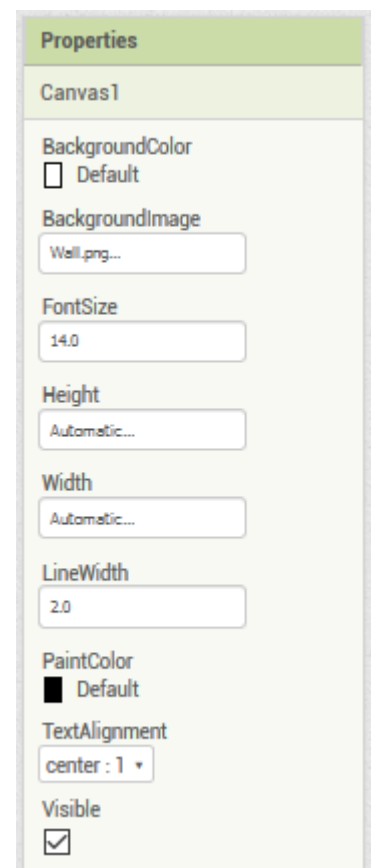 Properties
Canvas1
BackgroundColor
Default
BackgroundImage
Wall.png...
FontSize
14.0
Height
Automatic...
Width
Automatic...
LineWidth
2.0
PaintColor
Default
TextAlignment
center : 1
Visible